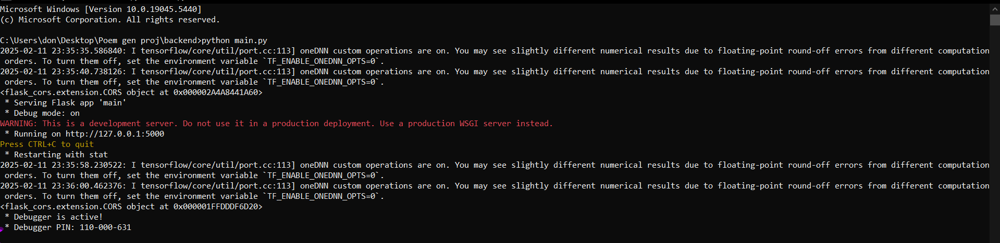 Microsoft Windows [Version 10.0.19045.5440]
(c) Microsoft Corporation. All rights reserved.
C:\Users\don\Desktop\Poem gen proj\backend>python main.py
2025-02-11 23:35:35.586840: I tensorflow/core/util/port.cc:113] oneDNN custom operations are on. You may see slightly different numerical results due to floating-point round-off errors from different computation
orders. To turn them off, set the environment variable `TF_ENABLE_ONEDNN_OPTS=0`.
2025-02-11 23:35:40.738126: I tensorflow/core/util/port.cc:113] oneDNN custom operations are on. You may see slightly different numerical results due to floating-point round-off errors from different computation
orders. To turn them off, set the environment variable `TF_ENABLE_ONEDNN_OPTS=0`.
<flask_cors.extension.CORS object at 0x000002A4A8441A60>
* Serving Flask app 'main'
* Debug mode: on
WARNING: This is a development server. Do not use it in a production deployment. Use a production WSGI server instead.
* Running on http://127.0.0.1:5000
Press CTRL+C to quit
* Restarting with stat
2025-02-11 23:35:58.230522: I tensorflow/core/util/port.cc:113] oneDNN custom operations are on. You may see slightly different numerical results due to floating-point round-off errors from different computation
orders. To turn them off, set the environment variable `TF_ENABLE_ONEDNN_OPTS=0`.
2025-02-11 23:36:00.462376: I tensorflow/core/util/port.cc:113] oneDNN custom operations are on. You may see slightly different numerical results due to floating-point round-off errors from different computation
orders. To turn them off, set the environment variable `TF_ENABLE_ONEDNN_OPTS=0`.
<flask_cors.extension.CORS object at 0x000001FFDDDF6D20>
* Debugger is active!
* Debugger PIN: 110-000-631